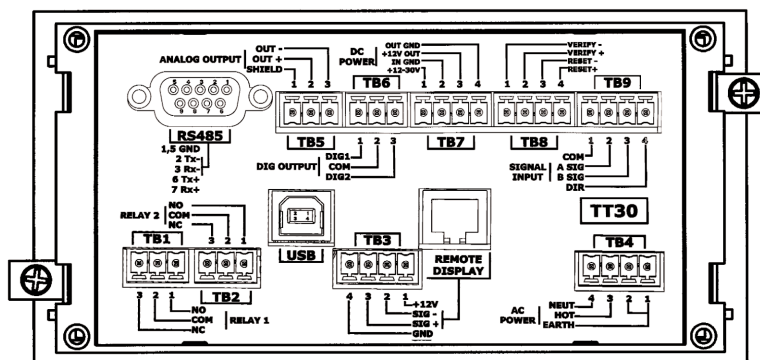 OUT -
ANALOG OUTPUT OUT +
SHIELD 1 2 3
DC POWER
OUT GND
+12V OUT
IN GND
+12-30V 1 2 3 4
VERIFY -
VERIFY +
RESET -
RESET+
1 2 3 4
TB6
TB9
5 4 3 2 1
9 8 7 6
RS485
TB5
TB7
TB8
1,5 GND
2 Tx-
3 Rx-
6 Tx+
7 Rx+
DIG OUTPUT
DIG1 1 2 3
COM
DIG2
SIGNAL INPUT
COM 1 2 3 4
A SIG
B SIG
DIR
TT30
RELAY 2
NO
COM
NC 3 2 1
TB1
TB2
USB
2 1
3 4
TB3
REMOTE
DISPLAY
TB4
3 2 1
NO
COM
NC
RELAY 1
4 3 2 1
+12V
SIG -
SIG +
GND
AC POWER
NEUT 4 3 2 1
HOT
EARTH